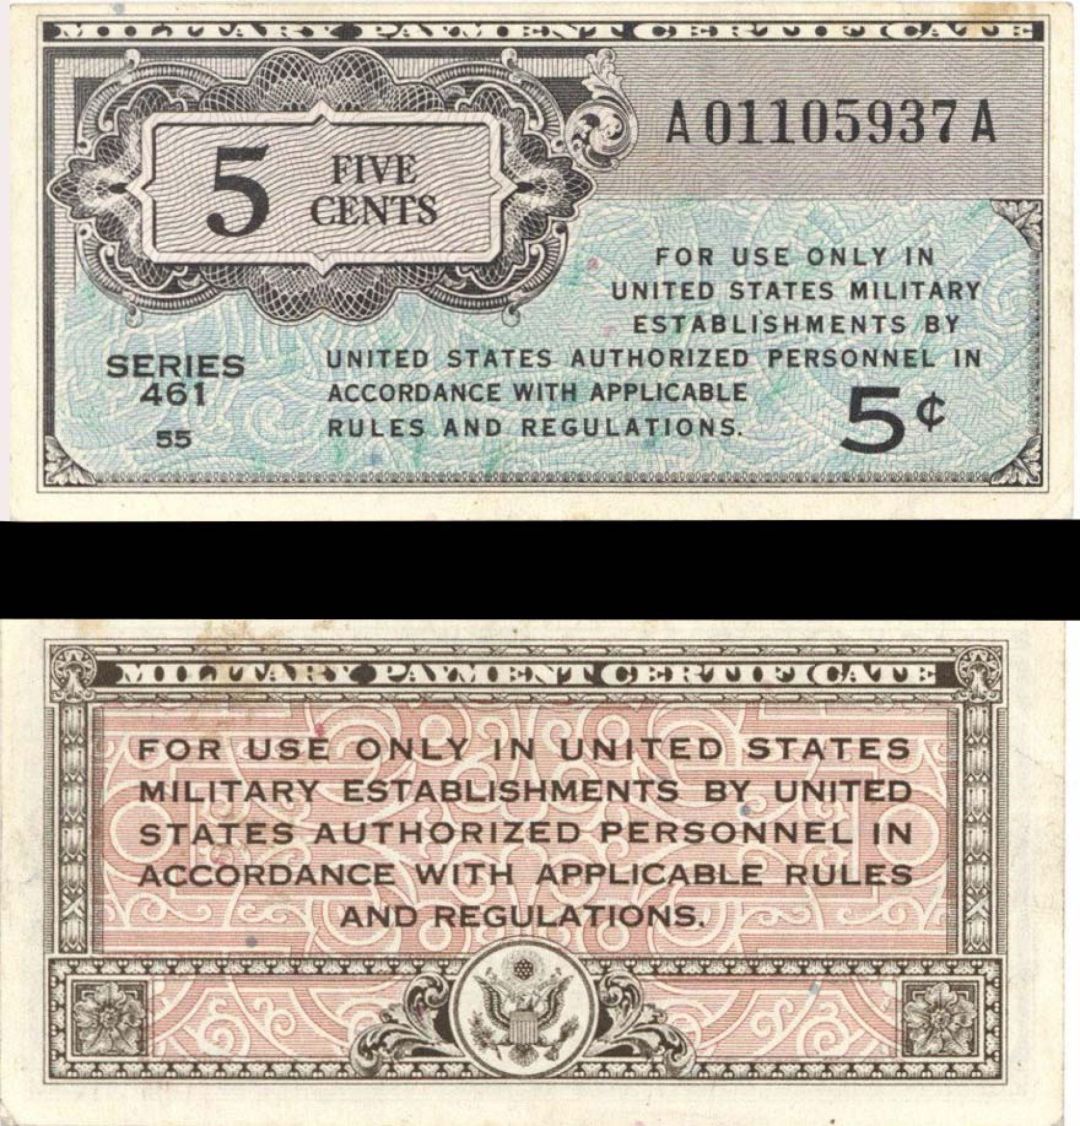 MILITARY PAYMENT CERTIFICATE
A01105937A
5 FIVE
CENTS
FOR USE ONLY IN
UNITED STATES MILITARY
ESTABLISHMENTS BY
UNITED STATES AUTHORIZED PERSONNEL IN
ACCORDANCE WITH APPLICABLE
RULES AND REGULATIONS.
SERIES
461
55
5¢
MILITARY PAYMENT CERTIFICATE
FOR USE ONLY IN UNITED STATES
MILITARY ESTABLISHMENTS BY UNITED
STATES AUTHORIZED PERSONNEL IN
ACCORDANCE WITH APPLICABLE RULES
AND REGULATIONS.